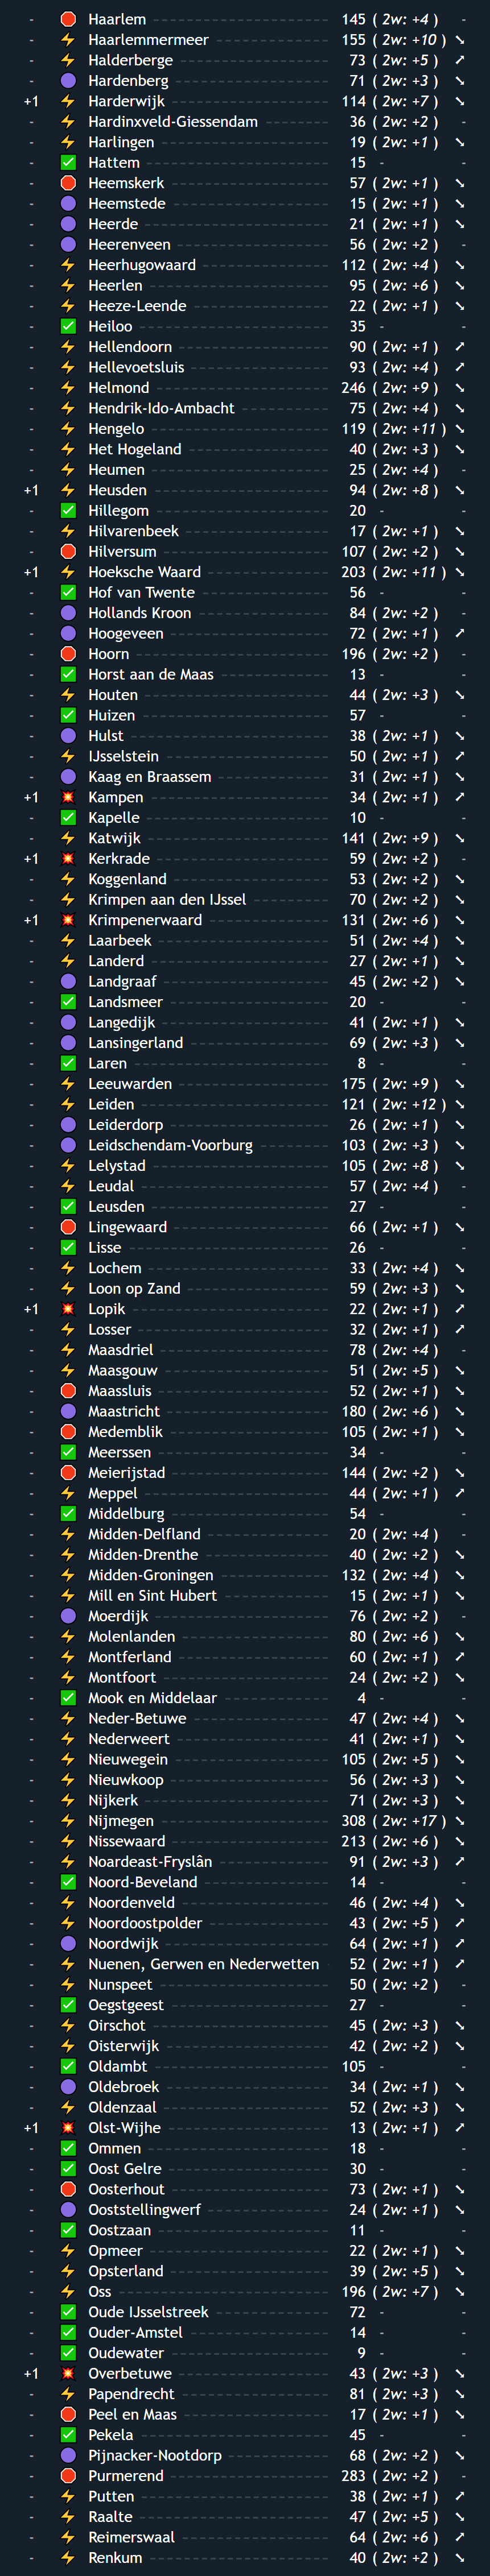 - Haarlem 145 ( 2w: +4 ) -
- Haarlemmermeer 155 ( 2w: +10 ) ↘
- Halderberge 73 ( 2w: +5 ) ↗
- Hardenberg 71 ( 2w: +3 ) ↘
+1 Harderwijk 114 ( 2w: +7 ) ↘
- Hardinxveld-Giessendam 36 ( 2w: +2 ) -
- Harlingen 19 ( 2w: +1 ) ↘
- Hattem 15 - -
- Heemskerk 57 ( 2w: +1 ) ↘
- Heemstede 15 ( 2w: +1 ) ↘
- Heerde 21 ( 2w: +1 ) ↘
- Heerenveen 56 ( 2w: +2 ) -
- Heerhugowaard 112 ( 2w: +4 ) ↘
- Heerlen 95 ( 2w: +6 ) ↘
- Heeze-Leende 22 ( 2w: +1 ) ↘
- Heiloo 35 - -
- Hellendoorn 90 ( 2w: +1 ) ↗
- Hellevoetsluis 93 ( 2w: +4 ) ↗
- Helmond 246 ( 2w: +9 ) ↘
- Hendrik-Ido-Ambacht 75 ( 2w: +4 ) ↘
- Hengelo 119 ( 2w: +11 ) ↘
- Het Hogeland 40 ( 2w: +3 ) ↘
- Heumen 25 ( 2w: +4 ) -
+1 Heusden 94 ( 2w: +8 ) ↘
- Hillegom 20 - -
- Hilvarenbeek 17 ( 2w: +1 ) ↘
- Hilversum 107 ( 2w: +2 ) ↘
+1 Hoeksche Waard 203 ( 2w: +11 ) ↘
- Hof van Twente 56 - -
- Hollands Kroon 84 ( 2w: +2 ) -
- Hoogeveen 72 ( 2w: +1 ) ↗
- Hoorn 196 ( 2w: +2 ) -
- Horst aan de Maas 13 - -
- Houten 44 ( 2w: +3 ) ↘
- Huizen 57 - -
- Hulst 38 ( 2w: +1 ) ↘
- IJsselstein 50 ( 2w: +1 ) ↗
- Kaag en Braassem 31 ( 2w: +1 ) ↘
+1 Kampen 34 ( 2w: +1 ) ↗
- Kapelle 10 - -
- Katwijk 141 ( 2w: +9 ) ↘
+1 Kerkrade 59 ( 2w: +2 ) -
- Koggenland 53 ( 2w: +2 ) ↘
- Krimpen aan den IJssel 70 ( 2w: +2 ) ↘
+1 Krimpenerwaard 131 ( 2w: +6 ) ↘
- Laarbeek 51 ( 2w: +4 ) ↘
- Landerd 27 ( 2w: +1 ) ↘
- Landgraaf 45 ( 2w: +2 ) ↘
- Landsmeer 20 - -
- Langedijk 41 ( 2w: +1 ) ↘
- Lansingerland 69 ( 2w: +3 ) ↘
- Laren 8 - -
- Leeuwarden 175 ( 2w: +9 ) ↘
- Leiden 121 ( 2w: +12 ) ↘
- Leiderdorp 26 ( 2w: +1 ) ↘
- Leidschendam-Voorburg 103 ( 2w: +3 ) ↘
- Lelystad 105 ( 2w: +8 ) ↘
- Leudal 57 ( 2w: +4 ) -
- Leusden 27 - -
- Lingewaard 66 ( 2w: +1 ) ↘
- Lisse 26 - -
- Lochem 33 ( 2w: +4 ) ↘
- Loon op Zand 59 ( 2w: +3 ) ↘
+1 Lopik 22 ( 2w: +1 ) ↗
- Losser 32 ( 2w: +1 ) ↗
- Maasdriel 78 ( 2w: +4 ) -
- Maasgouw 51 ( 2w: +5 ) ↘
- Maassluis 52 ( 2w: +1 ) ↘
- Maastricht 180 ( 2w: +6 ) ↘
- Medemblik 105 ( 2w: +1 ) ↘
- Meerssen 34 - -
- Meierijstad 144 ( 2w: +2 ) ↘
- Meppel 44 ( 2w: +1 ) ↗
- Middelburg 54 - -
- Midden-Delfland 20 ( 2w: +4 ) -
- Midden-Drenthe 40 ( 2w: +2 ) ↘
- Midden-Groningen 132 ( 2w: +4 ) ↘
- Mill en Sint Hubert 15 ( 2w: +1 ) ↘
- Moerdijk 76 ( 2w: +2 ) -
- Molenlanden 80 ( 2w: +6 ) ↘
- Montferland 60 ( 2w: +1 ) ↗
- Montfoort 24 ( 2w: +2 ) ↘
- Mook en Middelaar 4 - -
- Neder-Betuwe 47 ( 2w: +4 ) ↘
- Nederweert 41 ( 2w: +1 ) ↘
- Nieuwegein 105 ( 2w: +5 ) ↘
- Nieuwkoop 56 ( 2w: +3 ) ↘
- Nijkerk 71 ( 2w: +3 ) ↘
- Nijmegen 308 ( 2w: +17 ) ↘
- Nissewaard 213 ( 2w: +6 ) ↘
- Noardeast-Fryslân 91 ( 2w: +3 ) ↗
- Noord-Beveland 14 - -
- Noordenveld 46 ( 2w: +4 ) ↘
- Noordoostpolder 43 ( 2w: +5 ) ↗
- Noordwijk 64 ( 2w: +1 ) ↗
- Nuenen, Gerwen en Nederwetten 52 ( 2w: +1 ) ↗
- Nunspeet 50 ( 2w: +2 ) -
- Oegstgeest 27 - -
- Oirschot 45 ( 2w: +3 ) ↘
- Oisterwijk 42 ( 2w: +2 ) ↘
- Oldambt 105 - -
- Oldebroek 34 ( 2w: +1 ) ↘
- Oldenzaal 52 ( 2w: +3 ) ↘
+1 Olst-Wijhe 13 ( 2w: +1 ) ↗
- Ommen 18 - -
- Oost Gelre 30 - -
- Oosterhout 73 ( 2w: +1 ) ↘
- Ooststellingwerf 24 ( 2w: +1 ) ↘
- Oostzaan 11 - -
- Opmeer 22 ( 2w: +1 ) ↘
- Opsterland 39 ( 2w: +5 ) ↘
- Oss 196 ( 2w: +7 ) ↘
- Oude IJsselstreek 72 - -
- Ouder-Amstel 14 - -
- Oudewater 9 - -
+1 Overbetuwe 43 ( 2w: +3 ) ↘
- Papendrecht 81 ( 2w: +3 ) ↘
- Peel en Maas 17 ( 2w: +1 ) ↘
- Pekela 45 - -
- Pijnacker-Nootdorp 68 ( 2w: +2 ) ↘
- Purmerend 283 ( 2w: +2 ) -
- Putten 38 ( 2w: +1 ) ↗
- Raalte 47 ( 2w: +5 ) ↘
- Reimerswaal 64 ( 2w: +6 ) ↗
- Renkum 40 ( 2w: +2 ) ↘